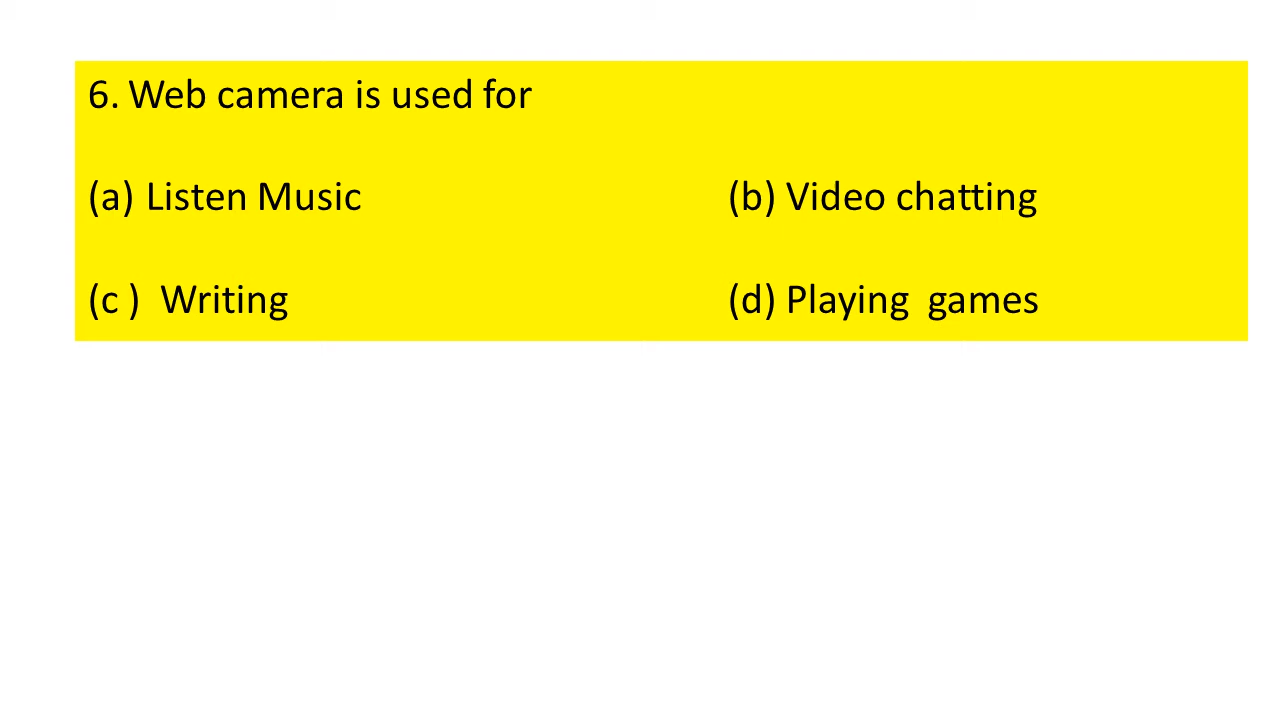 6. Web camera is used for
(a) Listen Music (b) Video chatting
(c ) Writing (d) Playing games